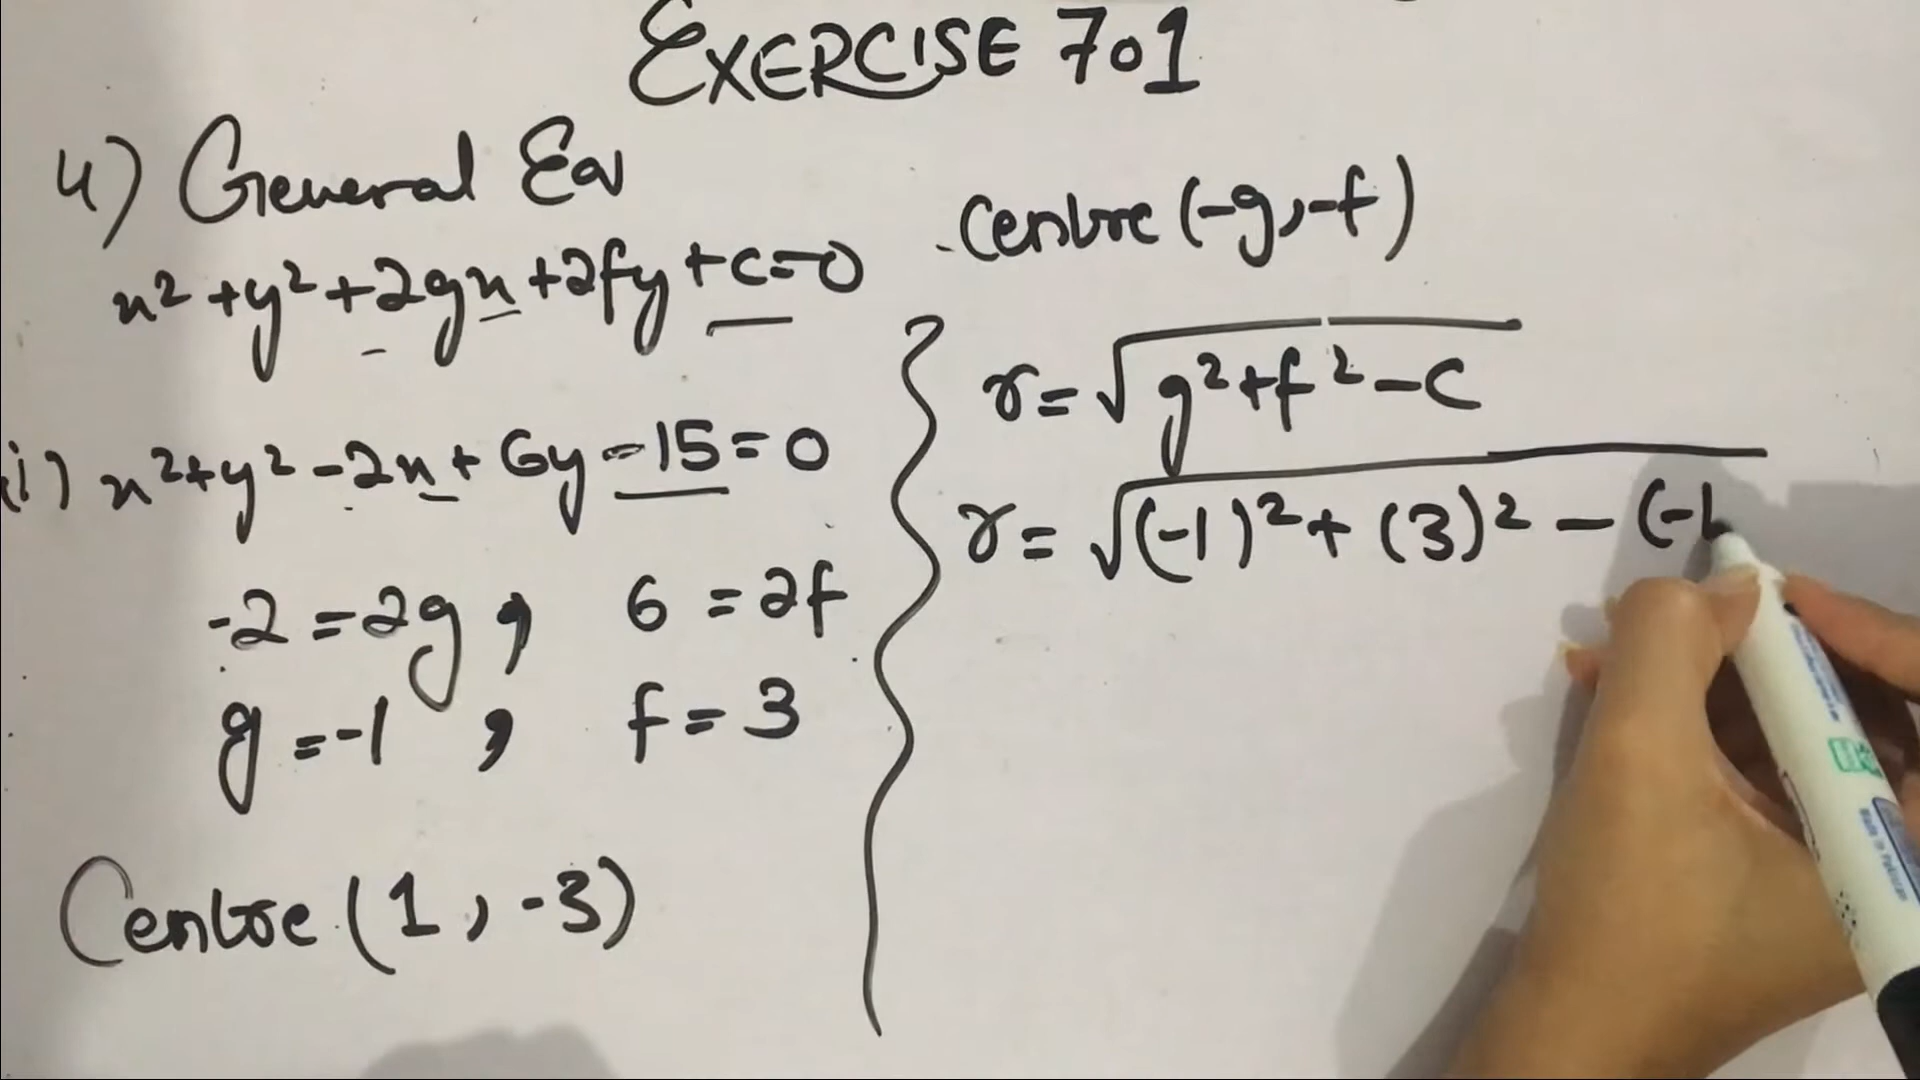 EXERCISE 7.1
4) General Eq
x² + y² + 2gx + 2fy + c = 0
(i) x² + y² - 2x + 6y - 15 = 0
-2 = 2g , 6 = 2f
g = -1 , f = 3
Centre (1, -3)
Centre (-g, -f)
r = √g² + f² - c
r = √(-1)² + (3)² - (-1